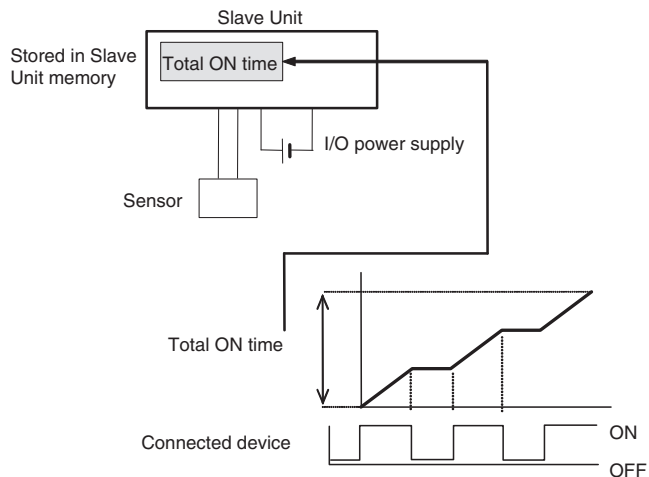 Slave Unit
Stored in Slave
Unit memory
Total ON time
I/O power supply
Sensor
Total ON time
Connected device
ON
OFF